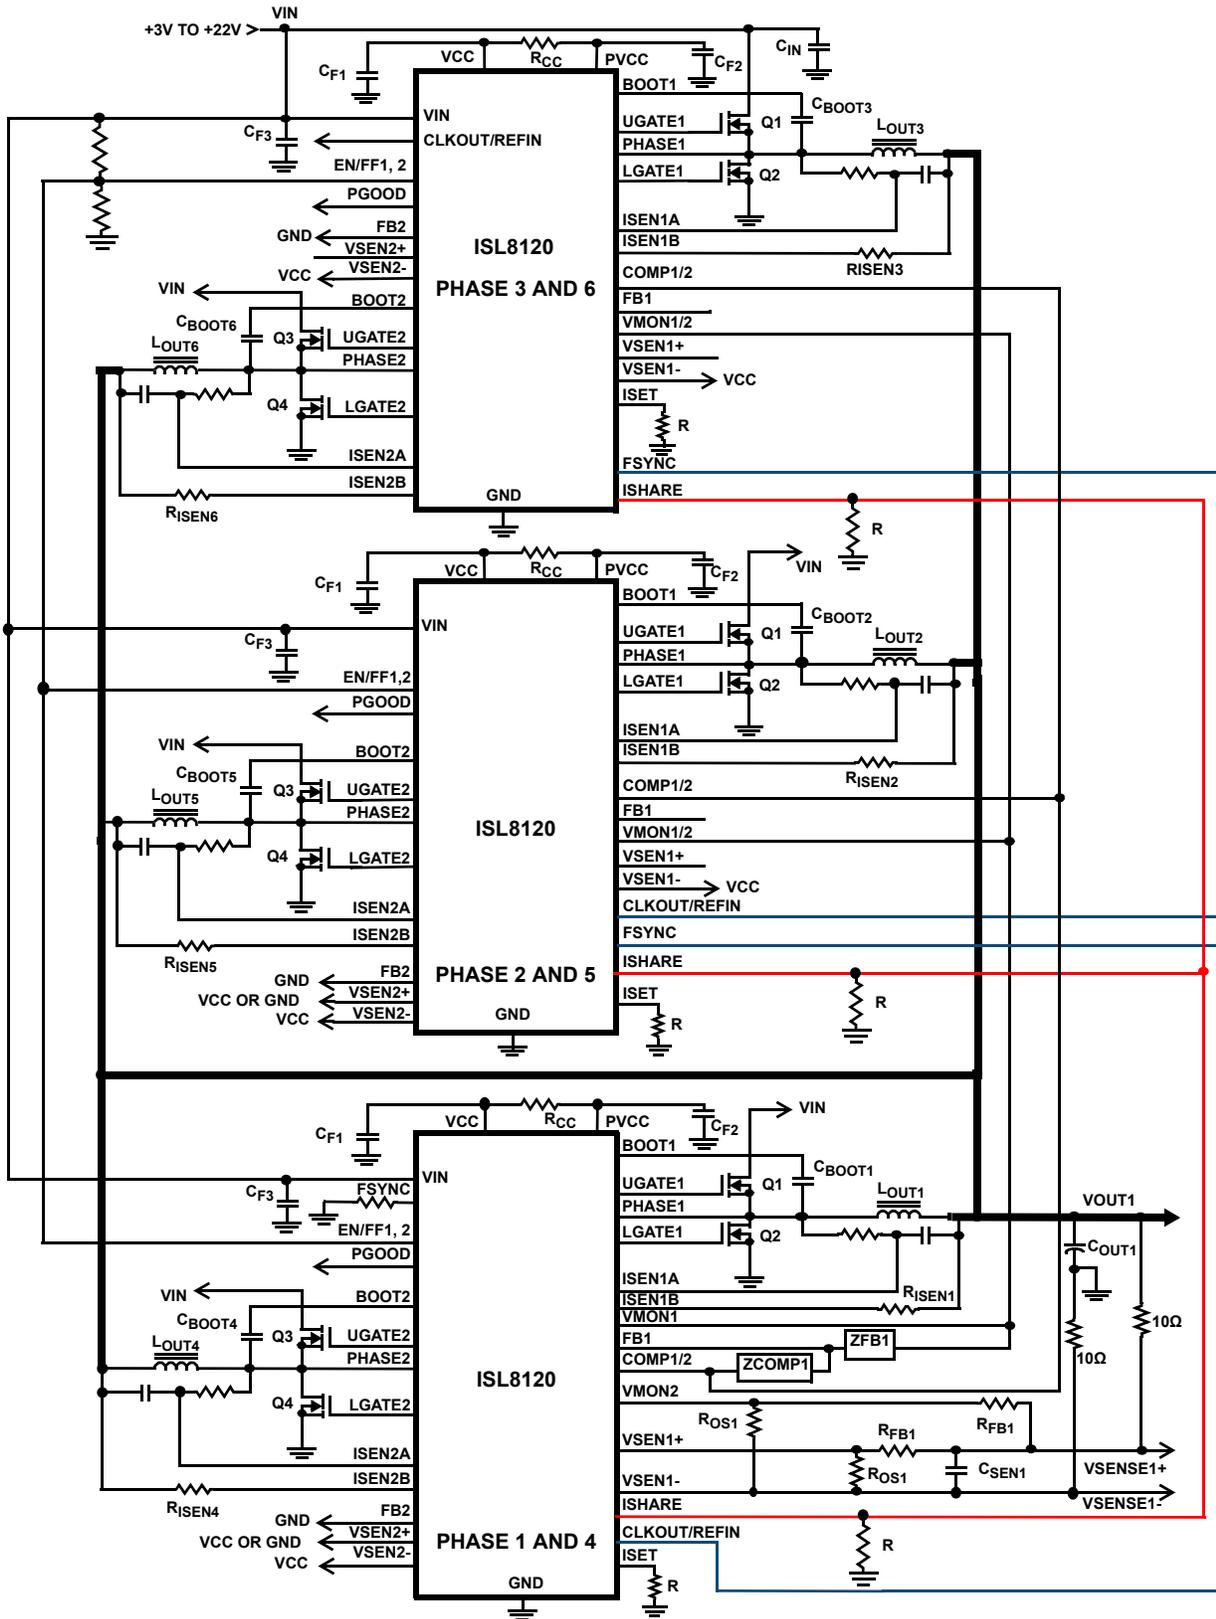 VIN
+3V TO +22V
CIN
CF1
VCC
RCC
PVCC
CF2
BOOT1
CBOOT3
VIN
UGATE1
Q1
LOUT3
CF3
CLKOUT/REFIN
PHASE1
EN/FF1, 2
LGATE1
Q2
PGOOD
ISEN1A
FB2
GND
ISEN1B
VSEN2+
ISL8120
RISEN3
VSEN2-
VCC
COMP1/2
VIN
PHASE 3 AND 6
BOOT2
FB1
CBOOT6
VMON1/2
Q3
UGATE2
LOUT6
VSEN1+
PHASE2
VSEN1-
VCC
ISET
Q4
LGATE2
R
ISEN2A
FSYNC
ISEN2B
ISHARE
GND
RISEN6
R
CF1
VCC
RCC
PVCC
CF2
VIN
BOOT1
CBOOT2
VIN
UGATE1
Q1
LOUT2
CF3
PHASE1
EN/FF1,2
LGATE1
Q2
PGOOD
ISEN1A
VIN
BOOT2
ISEN1B
RISEN2
CBOOT5
COMP1/2
Q3
UGATE2
LOUT5
FB1
PHASE2
ISL8120
VMON1/2
Q4
LGATE2
VSEN1+
VSEN1-
VCC
ISEN2A
CLKOUT/REFIN
ISEN2B
FSYNC
RISEN5
ISHARE
FB2
PHASE 2 AND 5
GND
VSEN2+
ISET
VCC OR GND
R
VSEN2-
VCC
GND
R
CF1
VCC
RCC
PVCC
CF2
VIN
BOOT1
CBOOT1
VIN
UGATE1
Q1
LOUT1
CF3
FSYNC
PHASE1
VOUT1
EN/FF1, 2
LGATE1
Q2
COUT1
PGOOD
ISEN1A
VIN
BOOT2
ISEN1B
RISEN1
CBOOT4
VMON1
10Ω
Q3
UGATE2
FB1
ZFB1
LOUT4
PHASE2
COMP1/2
ZCOMP1
10Ω
ISL8120
VMON2
Q4
LGATE2
ROS1
RFB1
VSEN1+
RFB1
ISEN2A
VSENSE1+
ISEN2B
VSEN1-
ROS1
CSEN1
RISEN4
ISHARE
VSENSE1-
FB2
GND
VSEN2+
CLKOUT/REFIN
VCC OR GND
PHASE 1 AND 4
R
VSEN2-
ISET
VCC
GND
R